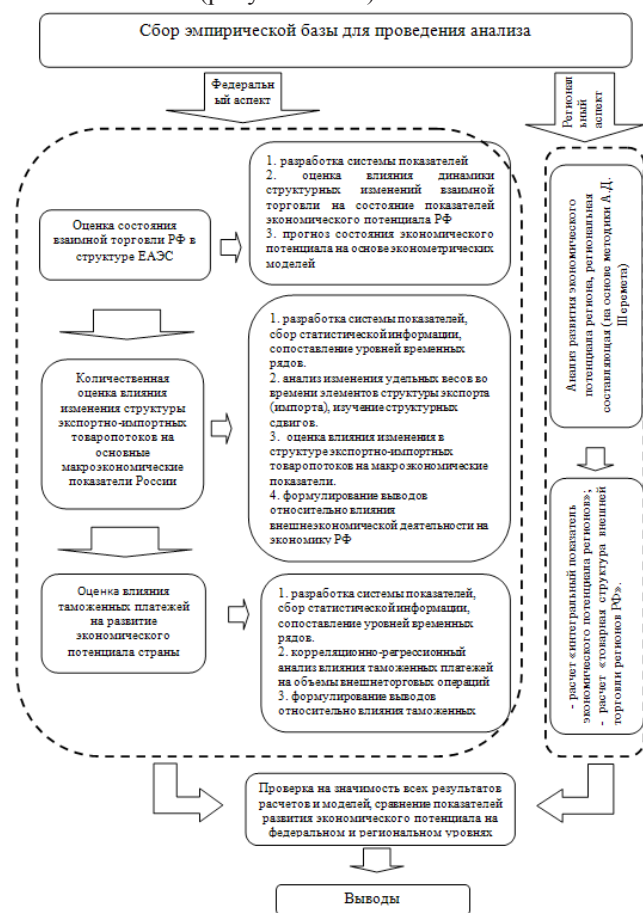 Сбор эмпирической базы для проведения анализа
Федеральн
ый аспект
Регионал
ьный
аспект
Оценка состояния
взаимной торговли РФ в
структуре ЕАЭС
1. разработка системы показателей
2. оценка влияния динамики
структурных изменений взаимной
торговли на состояние показателей
экономического потенциала РФ
3. прогноз состояния экономического
потенциала на основе эконометрических
моделей
Количественная
оценка влияния
изменения структуры
экспортно-импортных
товаропотоков на
основные
макроэкономические
показатели России
1. разработка системы показателей,
сбор статистической информации,
сопоставление уровней временных
рядов.
2. анализ изменения удельных весов во
времени элементов структуры экспорта
(импорта), изучение структурных
сдвигов.
3. оценка влияния изменения в
структуре экспортно-импортных
товаропотоков на макроэкономические
показатели.
4. формулирование выводов
относительно влияния
внешнеэкономической деятельности на
экономику РФ
Оценка влияния
таможенных платежей
на развитие
экономического
потенциала страны
1. разработка системы показателей,
сбор статистической информации,
сопоставление уровней временных
рядов.
2. корреляционно-регрессионный
анализ влияния таможенных платежей
на объемы внешнеторговых операций
3. формулирование выводов
относительно влияния таможенных
Анализ развития экономического
потенциала региона, региональная
составляющая (на основе методики А.Д.
Шеремета)
- расчет «интегральный показатель
экономического потенциала регионов»;
- расчет «товарная структура внешней
торговли регионов РФ».
Проверка на значимость всех результатов
расчетов и моделей, сравнение показателей
развития экономического потенциала на
федеральном и региональном уровнях
Выводы